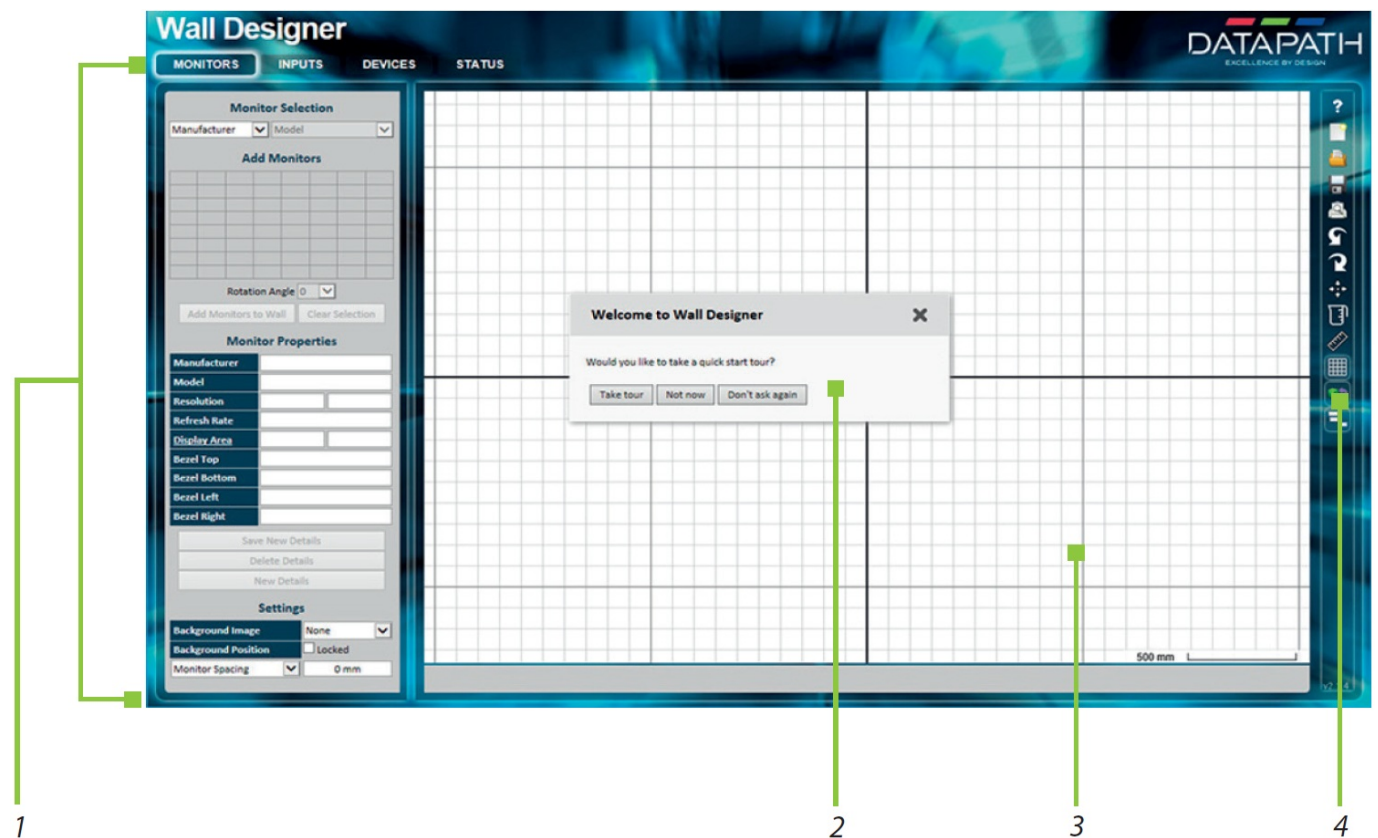 Wall Designer
DATAPATH
EXCELLENCE BY DESIGN
MONITORS INPUTS DEVICES STATUS
Monitor Selection
Manufacturer Model
Add Monitors
Rotation Angle 0
Add Monitors to Wall Clear Selection
Monitor Properties
Manufacturer
Model
Resolution
Refresh Rate
Display Area
Bezel Top
Bezel Bottom
Bezel Left
Bezel Right
Save New Details
Delete Details
New Details
Settings
Background Image None
Background Position Locked
Monitor Spacing 0 mm
Welcome to Wall Designer
Would you like to take a quick start tour?
Take tour Not now Don't ask again
?
500 mm
1 2 3 4